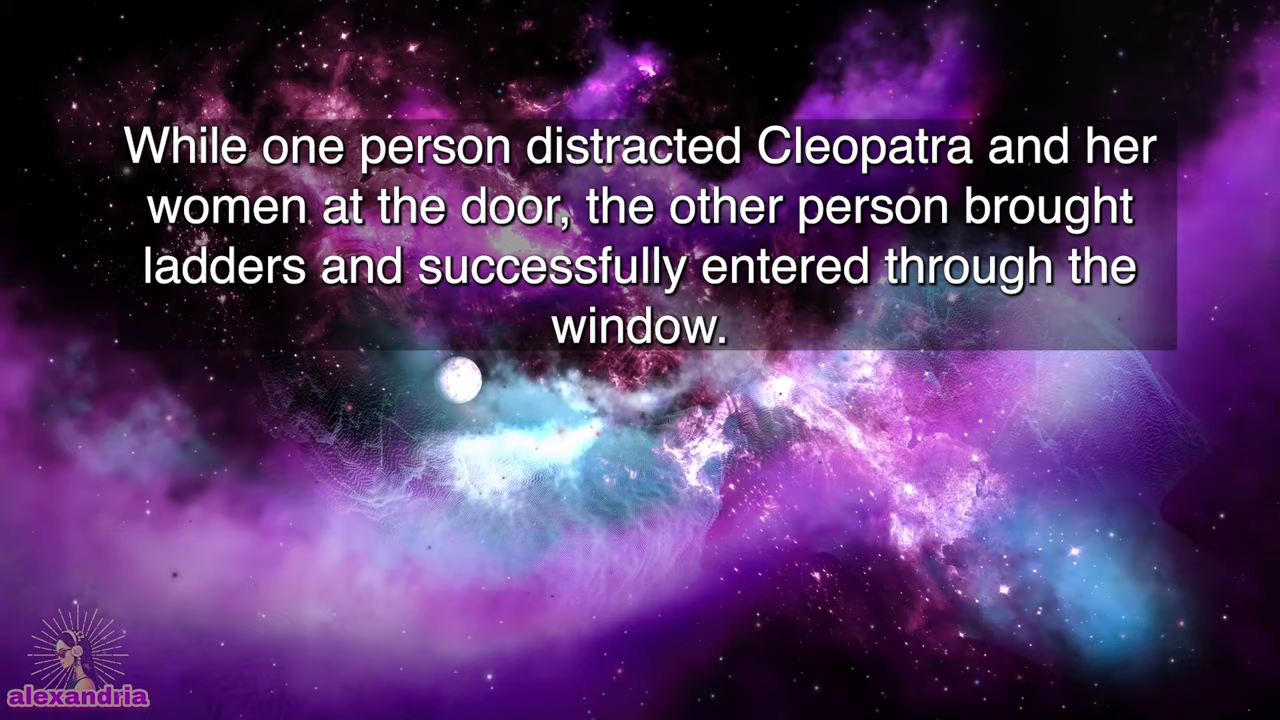 While one person distracted Cleopatra and her
women at the door, the other person brought
ladders and successfully entered through the
window.
alexandria